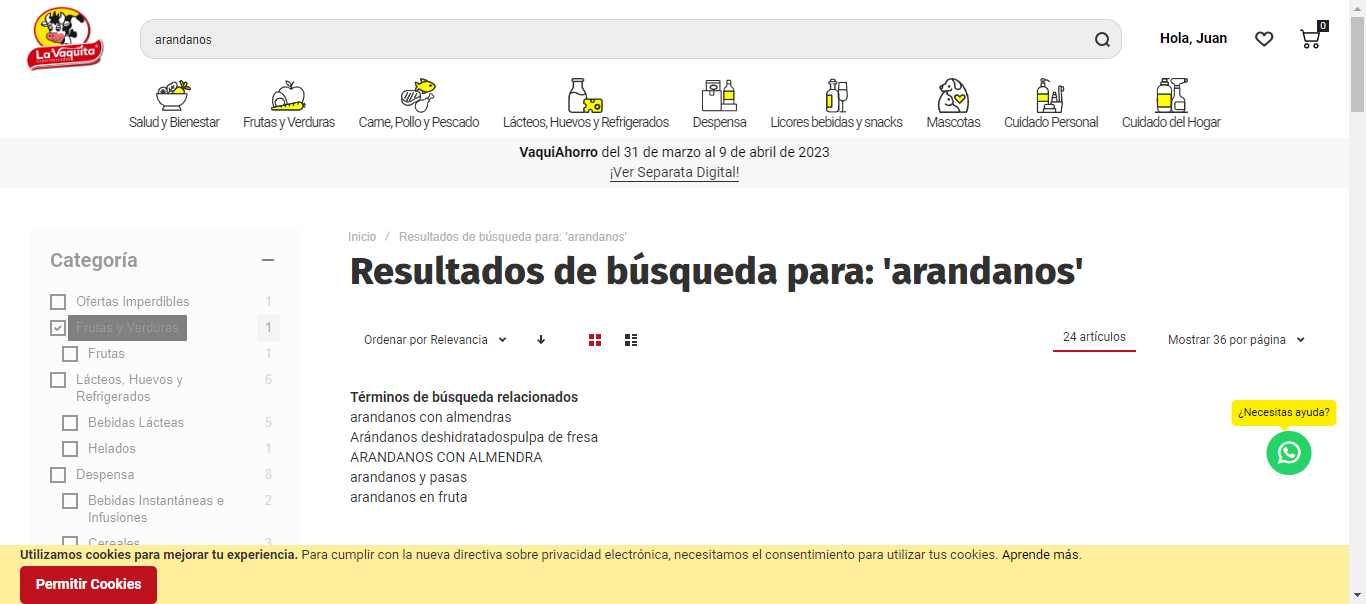 La Vaquita
arandanos
Hola, Juan
0
Salud y Bienestar
Frutas y Verduras
Carne, Pollo y Pescado
Lácteos, Huevos y Refrigerados
Despensa
Licores bebidas y snacks
Mascotas
Cuidado Personal
Cuidado del Hogar
VaquiAhorro del 31 de marzo al 9 de abril de 2023
¡Ver Separata Digital!
Categoría
Ofertas Imperdibles 1
Frutas y Verduras 1
Frutas 1
Lácteos, Huevos y
Refrigerados 6
Bebidas Lácteas 5
Helados 1
Despensa 8
Bebidas Instantáneas e
Infusiones 2
Cereales 3
Inicio / Resultados de búsqueda para: 'arandanos'
Resultados de búsqueda para: 'arandanos'
Ordenar por Relevancia
24 artículos
Mostrar 36 por página
Términos de búsqueda relacionados
arandanos con almendras
Arándanos deshidratadospulpa de fresa
ARANDANOS CON ALMENDRA
arandanos y pasas
arandanos en fruta
¿Necesitas ayuda?
Utilizamos cookies para mejorar tu experiencia. Para cumplir con la nueva directiva sobre privacidad electrónica, necesitamos el consentimiento para utilizar tus cookies. Aprende más.
Permitir Cookies